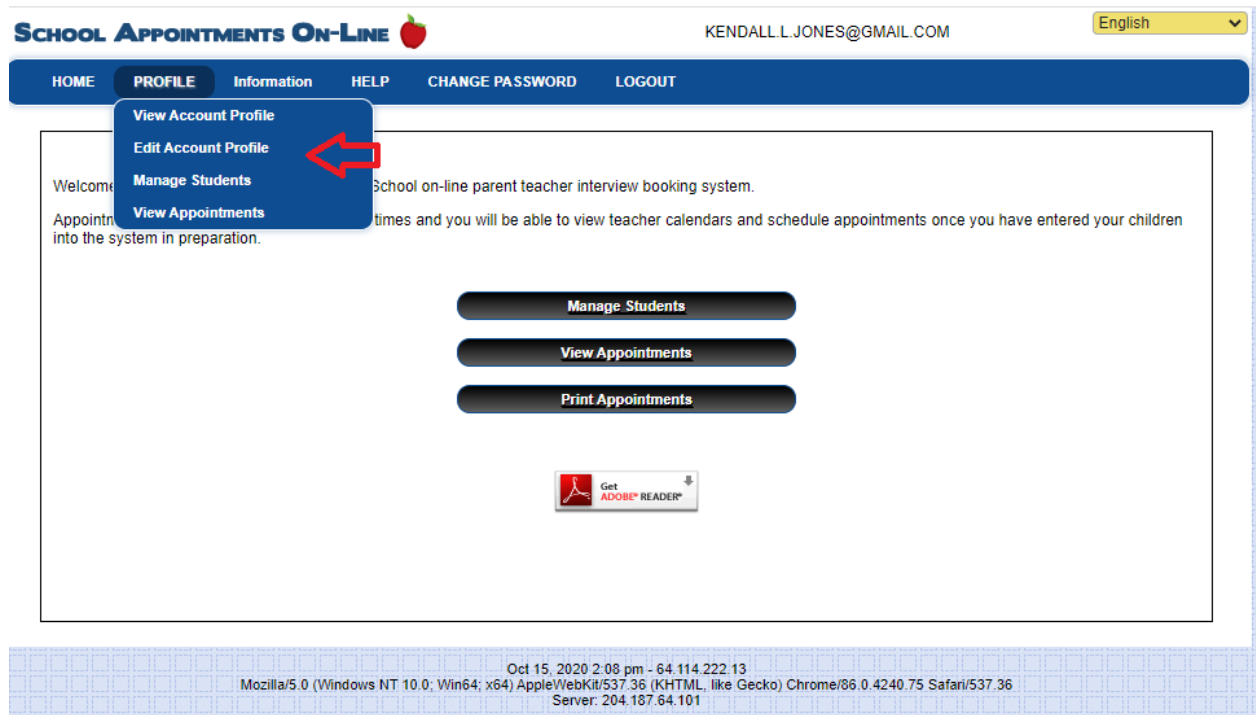 SCHOOL APPOINTMENTS ON-LINE
KENDALL.L.JONES@GMAIL.COM
English
HOME PROFILE Information HELP CHANGE PASSWORD LOGOUT
View Account Profile
Edit Account Profile
Manage Students
View Appointments
Welcome School on-line parent teacher interview booking system.
times and you will be able to view teacher calendars and schedule appointments once you have entered your children
into the system in preparation.
Manage Students
View Appointments
Print Appointments
Get
ADOBE® READER®
Oct 15, 2020 2:08 pm - 64.114.222.13
Mozilla/5.0 (Windows NT 10.0; Win64; x64) AppleWebKit/537.36 (KHTML, like Gecko) Chrome/86.0.4240.75 Safari/537.36
Server: 204.187.64.101